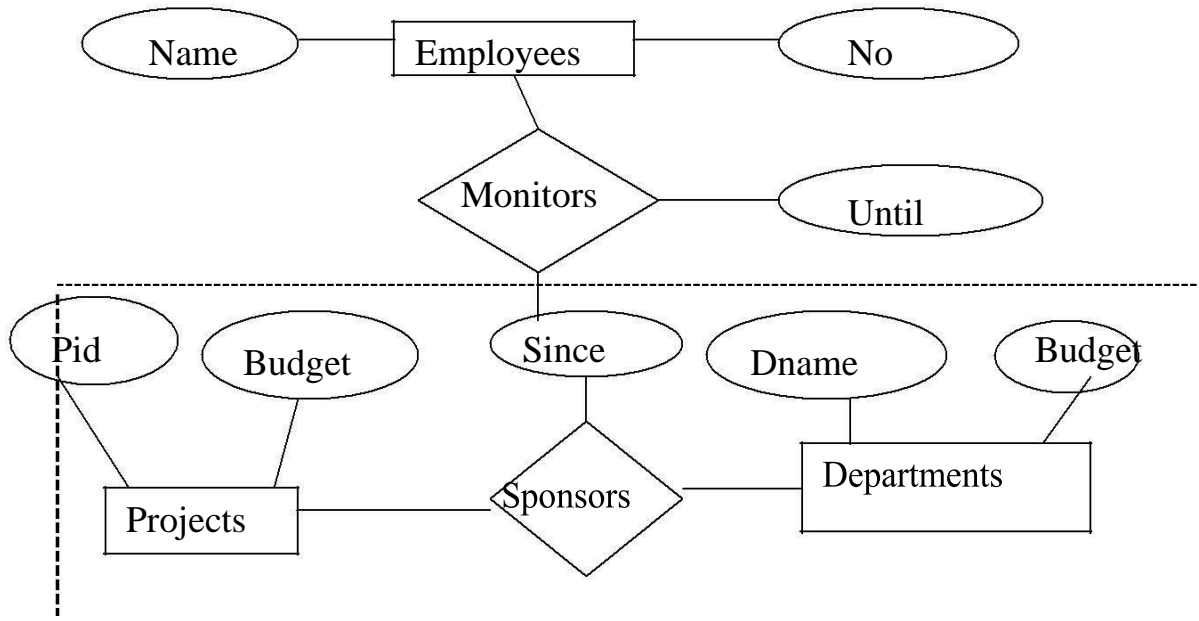 Name
Employees
No
Monitors
Until
Pid
Budget
Since
Dname
Budget
Projects
Sponsors
Departments